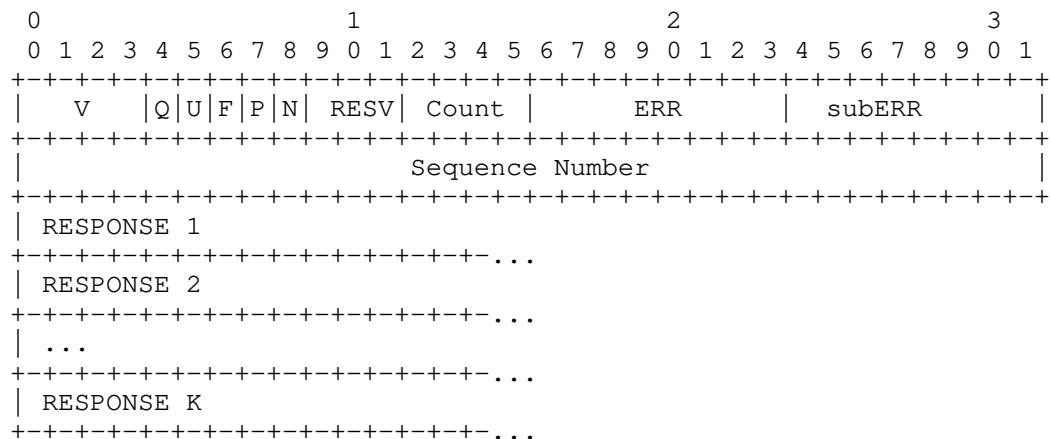 0                   1                   2                   3
 0 1 2 3 4 5 6 7 8 9 0 1 2 3 4 5 6 7 8 9 0 1 2 3 4 5 6 7 8 9 0 1
+-+-+-+-+-+-+-+-+-+-+-+-+-+-+-+-+-+-+-+-+-+-+-+-+-+-+-+-+-+-+-+-+
|   V   |Q|U|F|P|N| RESV| Count |      ERR      |  subERR       |
+-+-+-+-+-+-+-+-+-+-+-+-+-+-+-+-+-+-+-+-+-+-+-+-+-+-+-+-+-+-+-+-+
|                        Sequence Number                        |
+-+-+-+-+-+-+-+-+-+-+-+-+-+-+-+-+-+-+-+-+-+-+-+-+-+-+-+-+-+-+-+-+
| RESPONSE 1
+-+-+-+-+-+-+-+-+-+-+-+-+-+-+-...
| RESPONSE 2
+-+-+-+-+-+-+-+-+-+-+-+-+-+-+-...
| ...
+-+-+-+-+-+-+-+-+-+-+-+-+-+-+-...
| RESPONSE K
+-+-+-+-+-+-+-+-+-+-+-+-+-+-+-...